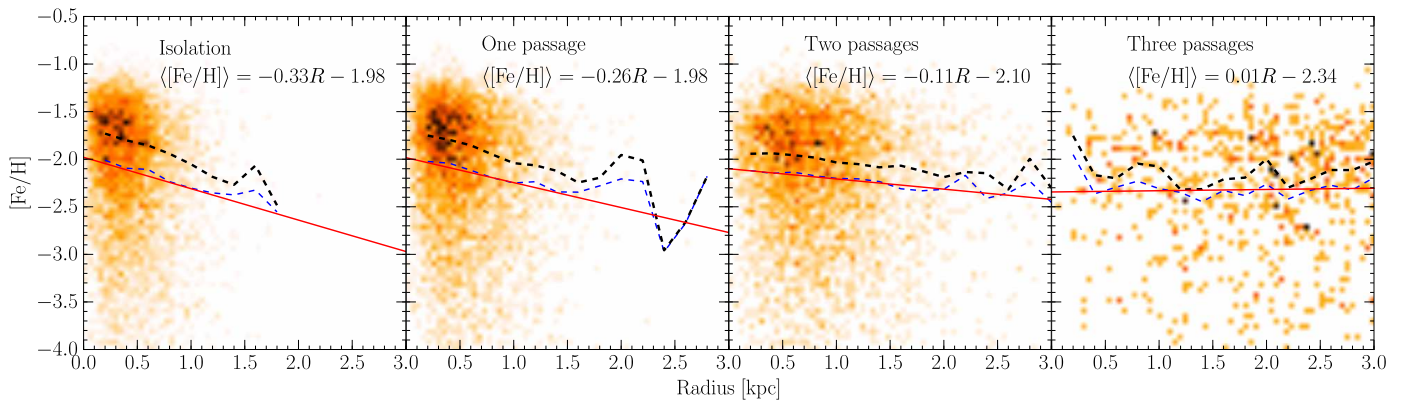 Isolation
⟨[Fe/H]⟩ = −0.33R − 1.98
One passage
⟨[Fe/H]⟩ = −0.26R − 1.98
Two passages
⟨[Fe/H]⟩ = −0.11R − 2.10
Three passages
⟨[Fe/H]⟩ = 0.01R − 2.34
[Fe/H]
−0.5
−1.0
−1.5
−2.0
−2.5
−3.0
−3.5
−4.0
0.0 0.5 1.0 1.5 2.0 2.5 3.0.0 0.5 1.0 1.5 2.0 2.5 3.0.0 0.5 1.0 1.5 2.0 2.5 3.0.0 0.5 1.0 1.5 2.0 2.5 3.0
Radius [kpc]